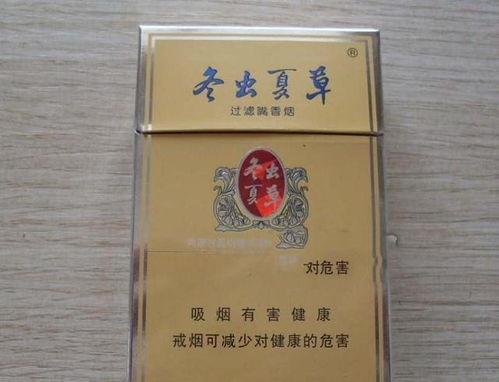 冬虫夏草®
过滤嘴香烟
冬虫
夏草
对危害
吸烟有害健康
戒烟可减少对健康的危害